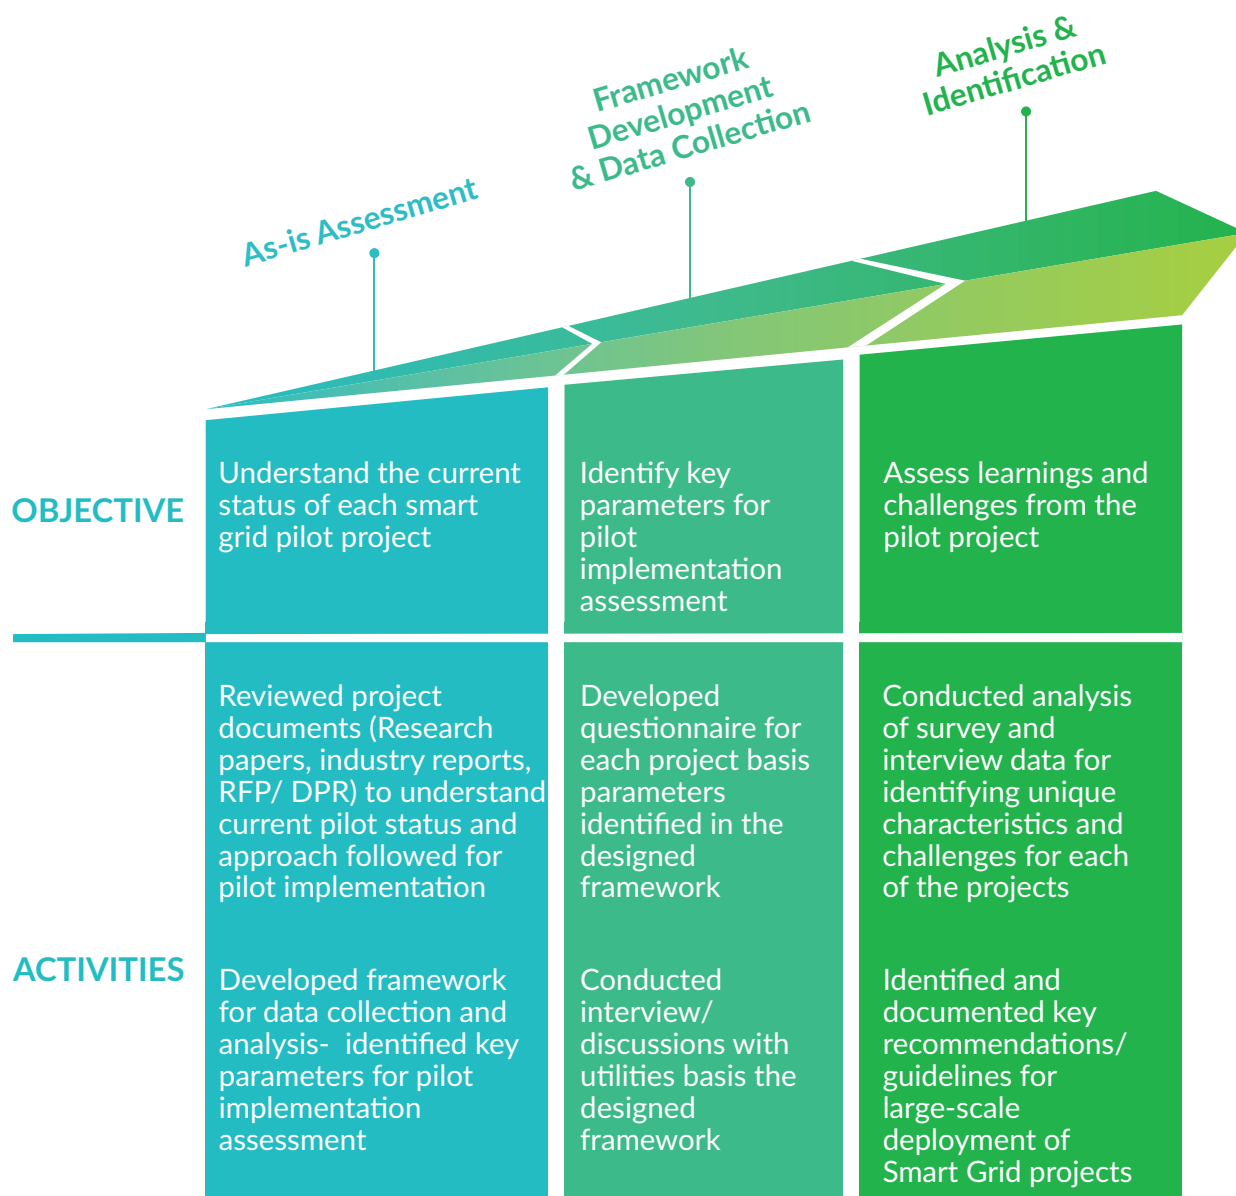 Analysis &
Identification
Framework
Development
& Data Collection
As-is Assessment
OBJECTIVE
Understand the current
status of each smart
grid pilot project
Identify key
parameters for
pilot
implementation
assessment
Assess learnings and
challenges from the
pilot project
ACTIVITIES
Reviewed project
documents (Research
papers, industry reports,
RFP/ DPR) to understand
current pilot status and
approach followed for
pilot implementation
Developed framework
for data collection and
analysis-  identified key
parameters for pilot
implementation
assessment
Developed
questionnaire for
each project basis
parameters
identified in the
designed
framework
Conducted
interview/
discussions with
utilities basis the
designed
framework
Conducted analysis
of survey and
interview data for
identifying unique
characteristics and
challenges for each
of the projects
Identified and
documented key
recommendations/
guidelines for
large-scale
deployment of
Smart Grid projects